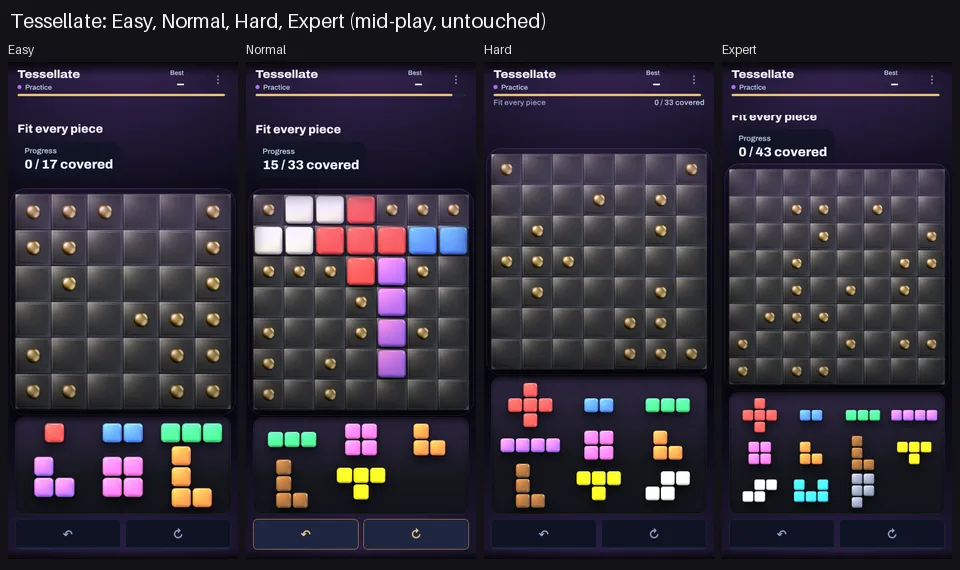 Tessellate: Easy, Normal, Hard, Expert (mid-play, untouched)
Easy
Normal
Hard
Expert
Tessellate
Practice
Best
–
Fit every piece
Progress
0 / 17 covered
Tessellate
Practice
Best
–
Fit every piece
Progress
15 / 33 covered
Tessellate
Practice
Best
–
Fit every piece
0 / 33 covered
Tessellate
Practice
Best
–
Fit every piece
Progress
0 / 43 covered